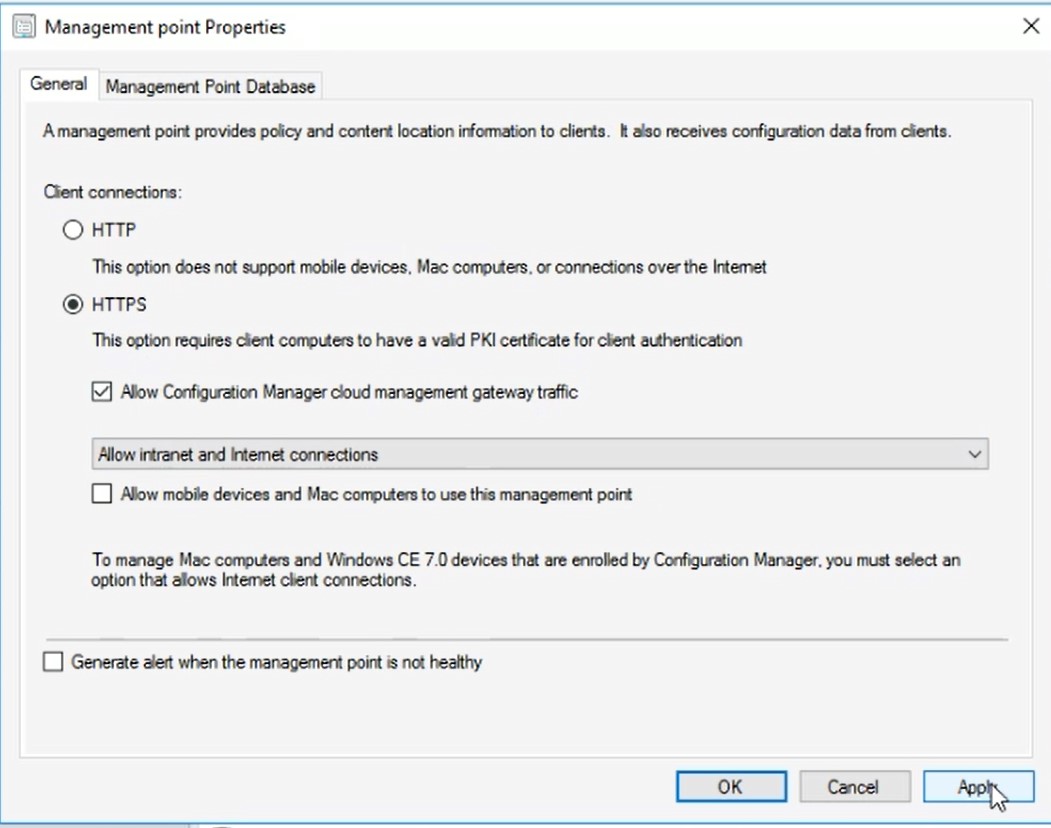 Management point Properties
General
Management Point Database
A management point provides policy and content location information to clients.  It also receives configuration data from clients.
Client connections:
HTTP
This option does not support mobile devices, Mac computers, or connections over the Internet
HTTPS
This option requires client computers to have a valid PKI certificate for client authentication
Allow Configuration Manager cloud management gateway traffic
Allow intranet and Internet connections
Allow mobile devices and Mac computers to use this management point
To manage Mac computers and Windows CE 7.0 devices that are enrolled by Configuration Manager, you must select an
option that allows Internet client connections.
Generate alert when the management point is not healthy
OK
Cancel
Apply